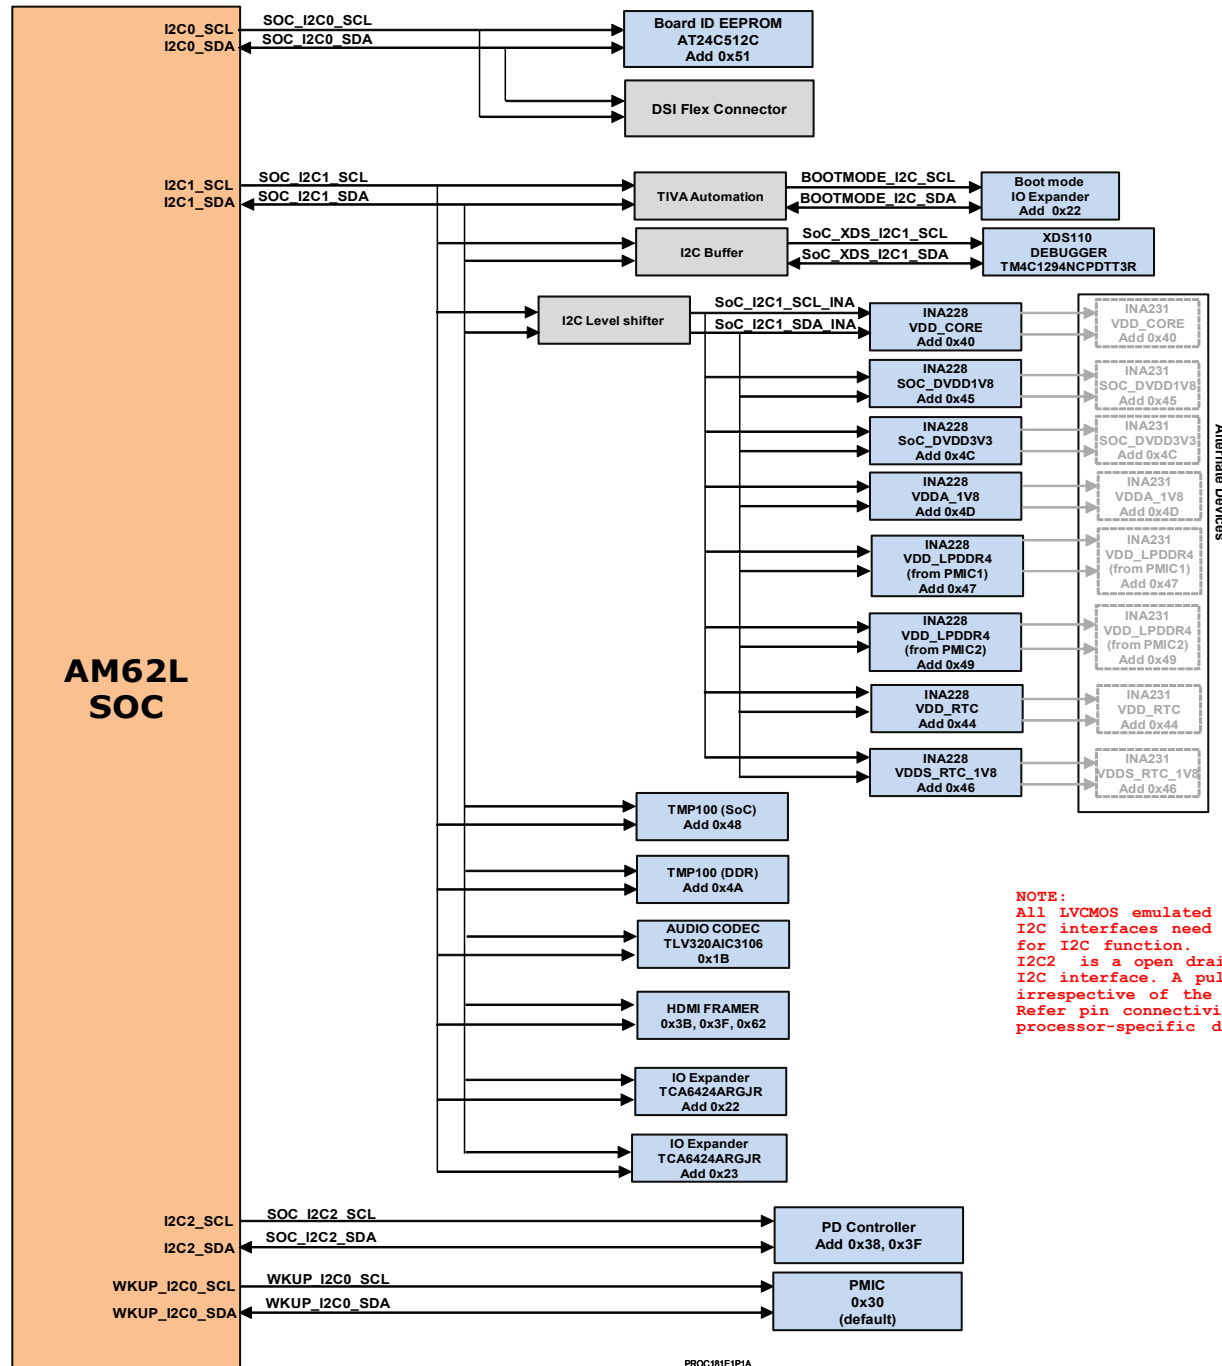 AM62L
SOC
I2C0_SCL
I2C0_SDA
SOC_I2C0_SCL
SOC_I2C0_SDA
Board ID EEPROM
AT24C512C
Add 0x51
DSI Flex Connector
I2C1_SCL
I2C1_SDA
SOC_I2C1_SCL
SOC_I2C1_SDA
TIVA Automation
BOOTMODE_I2C_SCL
BOOTMODE_I2C_SDA
Boot mode
IO Expander
Add 0x22
I2C Buffer
SoC_XDS_I2C1_SCL
SoC_XDS_I2C1_SDA
XDS110
DEBUGGER
TM4C1294NCPDTT3R
I2C Level shifter
SoC_I2C1_SCL_INA
SoC_I2C1_SDA_INA
INA228
VDD_CORE
Add 0x40
INA231
VDD_CORE
Add 0x40
INA228
SOC_DVDD1V8
Add 0x45
INA231
SOC_DVDD1V8
Add 0x45
INA228
SoC_DVDD3V3
Add 0x4C
INA231
SOC_DVDD3V3
Add 0x4C
INA228
VDDA_1V8
Add 0x4D
INA231
VDDA_1V8
Add 0x4D
INA228
VDD_LPDDR4
(from PMIC1)
Add 0x47
INA231
VDD_LPDDR4
(from PMIC1)
Add 0x47
INA228
VDD_LPDDR4
(from PMIC2)
Add 0x49
INA231
VDD_LPDDR4
(from PMIC2)
Add 0x49
INA228
VDD_RTC
Add 0x44
INA231
VDD_RTC
Add 0x44
INA228
VDDS_RTC_1V8
Add 0x46
INA231
VDDS_RTC_1V8
Add 0x46
Alternate Devices
TMP100 (SoC)
Add 0x48
TMP100 (DDR)
Add 0x4A
AUDIO CODEC
TLV320AIC3106
0x1B
HDMI FRAMER
0x3B, 0x3F, 0x62
IO Expander
TCA6424ARGJR
Add 0x22
IO Expander
TCA6424ARGJR
Add 0x23
NOTE:
All LVCMOS emulated
I2C interfaces need
for I2C function.
I2C2 is a open drai
I2C interface. A pul
irrespective of the
Refer pin connectivi
processor-specific d
I2C2_SCL
I2C2_SDA
SOC_I2C2_SCL
SOC_I2C2_SDA
PD Controller
Add 0x38, 0x3F
WKUP_I2C0_SCL
WKUP_I2C0_SDA
WKUP_I2C0_SCL
WKUP_I2C0_SDA
PMIC
0x30
(default)
PROC181E1P1A